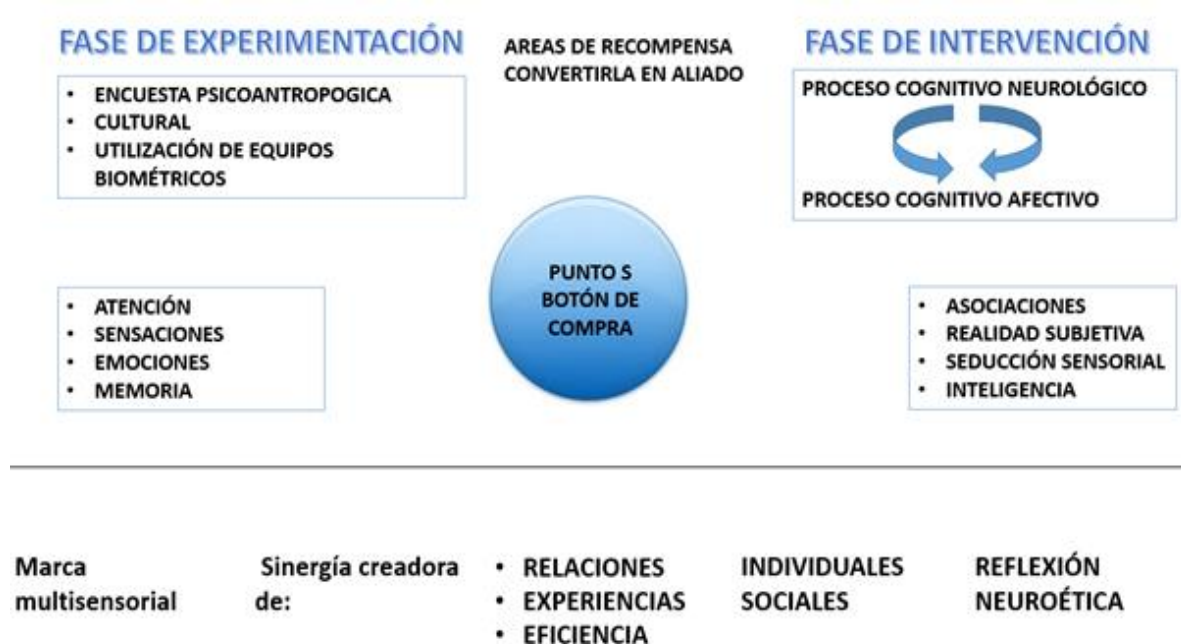 FASE DE EXPERIMENTACIÓN
• ENCUESTA PSICOANTROPOGICA
• CULTURAL
• UTILIZACIÓN DE EQUIPOS
BIOMÉTRICOS
• ATENCIÓN
• SENSACIONES
• EMOCIONES
• MEMORIA
AREAS DE RECOMPENSA
CONVERTIRLA EN ALIADO
PUNTO S
BOTÓN DE
COMPRA
FASE DE INTERVENCIÓN
PROCESO COGNITIVO NEUROLÓGICO
PROCESO COGNITIVO AFECTIVO
• ASOCIACIONES
• REALIDAD SUBJETIVA
• SEDUCCIÓN SENSORIAL
• INTELIGENCIA
Marca
multisensorial
Sinergía creadora
de:
• RELACIONES
• EXPERIENCIAS
• EFICIENCIA
INDIVIDUALES
SOCIALES
REFLEXIÓN
NEUROÉTICA